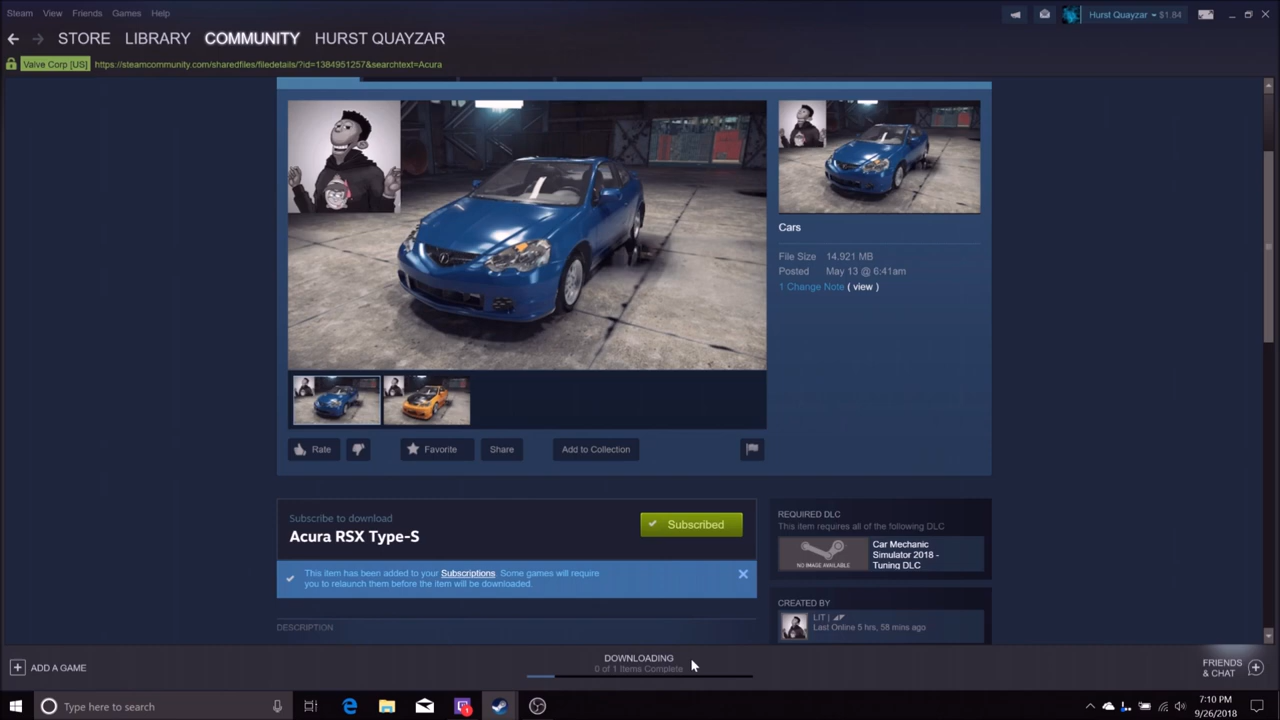 Steam View Friends Games Help
Hurst Quayzar $1.84
STORE LIBRARY COMMUNITY HURST QUAYZAR
Valve Corp [US] https://steamcommunity.com/sharedfiles/filedetails/?id=1384951257&searchtext=Acura
Cars
File Size 14.921 MB
Posted May 13 @ 6:41am
1 Change Note ( view )
Rate
Favorite
Share
Add to Collection
Subscribe to download
Acura RSX Type-S
Subscribed
This item has been added to your Subscriptions. Some games will require
you to relaunch them before the item will be downloaded.
DESCRIPTION
REQUIRED DLC
This item requires all of the following DLC
NO IMAGE AVAILABLE
Car Mechanic
Simulator 2018 -
Tuning DLC
CREATED BY
LIT |
Last Online 5 hrs, 58 mins ago
ADD A GAME
DOWNLOADING
0 of 1 Items Complete
FRIENDS
& CHAT
Type here to search
1
7:10 PM
9/26/2018